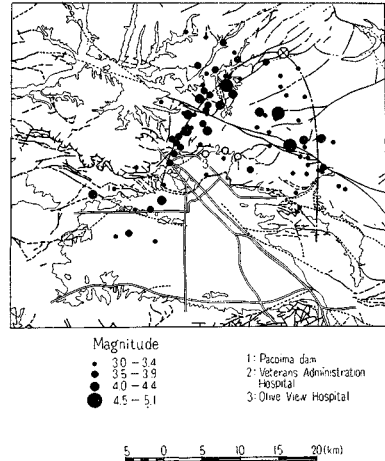 Magnitude
3.0 – 3.4
3.5 – 3.9
4.0 – 4.4
4.5 – 5.1
1: Pacoima dam
2: Veterans Administration
Hospital
3: Olive View Hospital
5 0 5 10 15 20 (km)